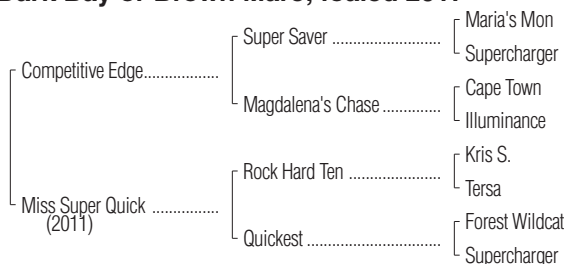 Dark Bay or Brown Mare; foaled 2017
Maria's Mon
Super Saver
Supercharger
Competitive Edge
Cape Town
Magdalena's Chase
Illuminance
Kris S.
Rock Hard Ten
Tersa
Miss Super Quick
(2011)
Forest Wildcat
Quickest
Supercharger